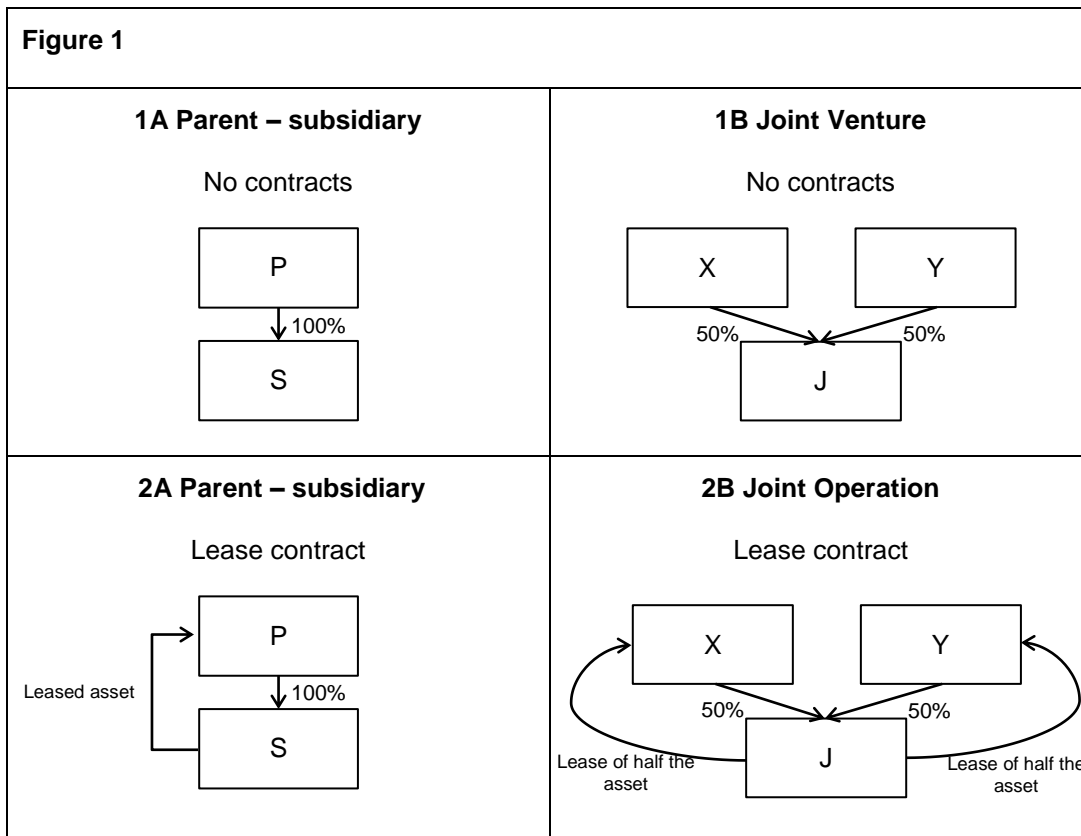 Figure 1
1A Parent – subsidiary
No contracts
P
100%
S
1B Joint Venture
No contracts
X
Y
50%
50%
J
2A Parent – subsidiary
Lease contract
P
Leased asset
100%
S
2B Joint Operation
Lease contract
X
Y
50%
50%
J
Lease of half the
asset
Lease of half the
asset